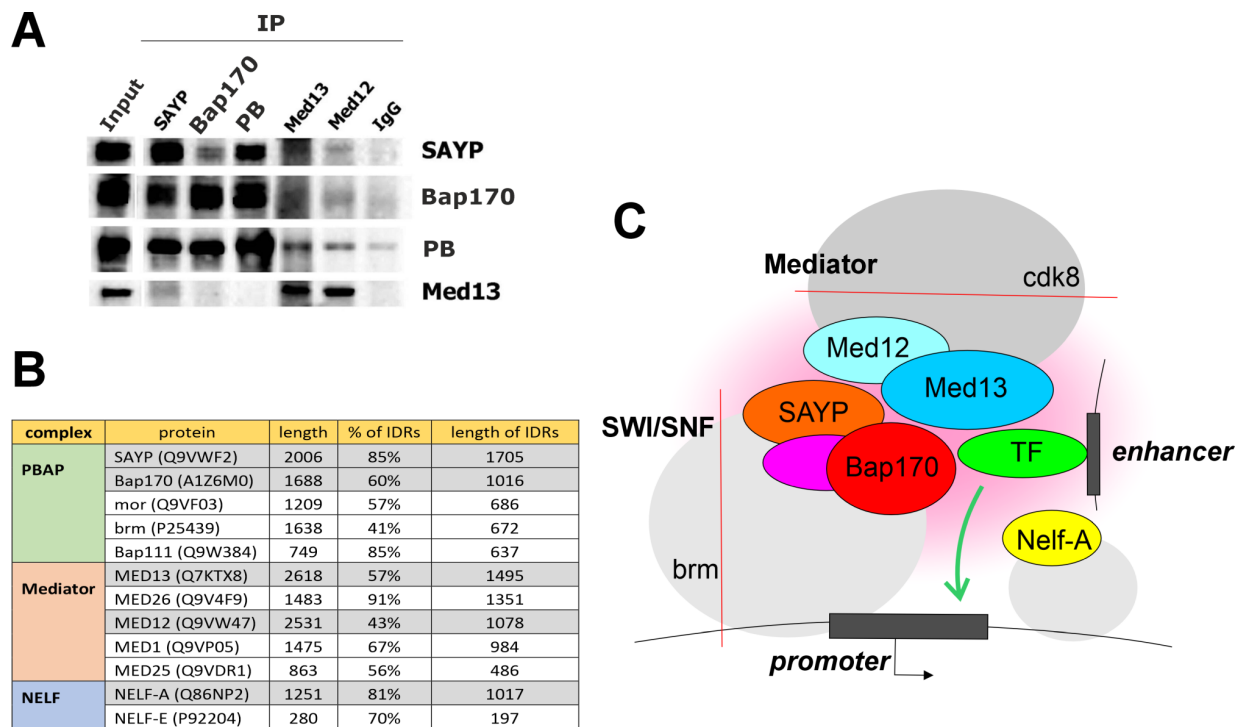 A
IP
Input SAYP Bap170 PB Med13 Med12 IgG
SAYP
Bap170
PB
Med13
B
complex protein length % of IDRs length of IDRs
PBAP SAYP (Q9VWF2) 2006 85% 1705
Bap170 (A1Z6M0) 1688 60% 1016
mor (Q9VF03) 1209 57% 686
brm (P25439) 1638 41% 672
Bap111 (Q9W384) 749 85% 637
Mediator MED13 (Q7KTX8) 2618 57% 1495
MED26 (Q9V4F9) 1483 91% 1351
MED12 (Q9VW47) 2531 43% 1078
MED1 (Q9VP05) 1475 67% 984
MED25 (Q9VDR1) 863 56% 486
NELF NELF-A (Q86NP2) 1251 81% 1017
NELF-E (P92204) 280 70% 197
C
Mediator
cdk8
Med12
Med13
SAYP
SWI/SNF
Bap170
TF
enhancer
Nelf-A
brm
promoter